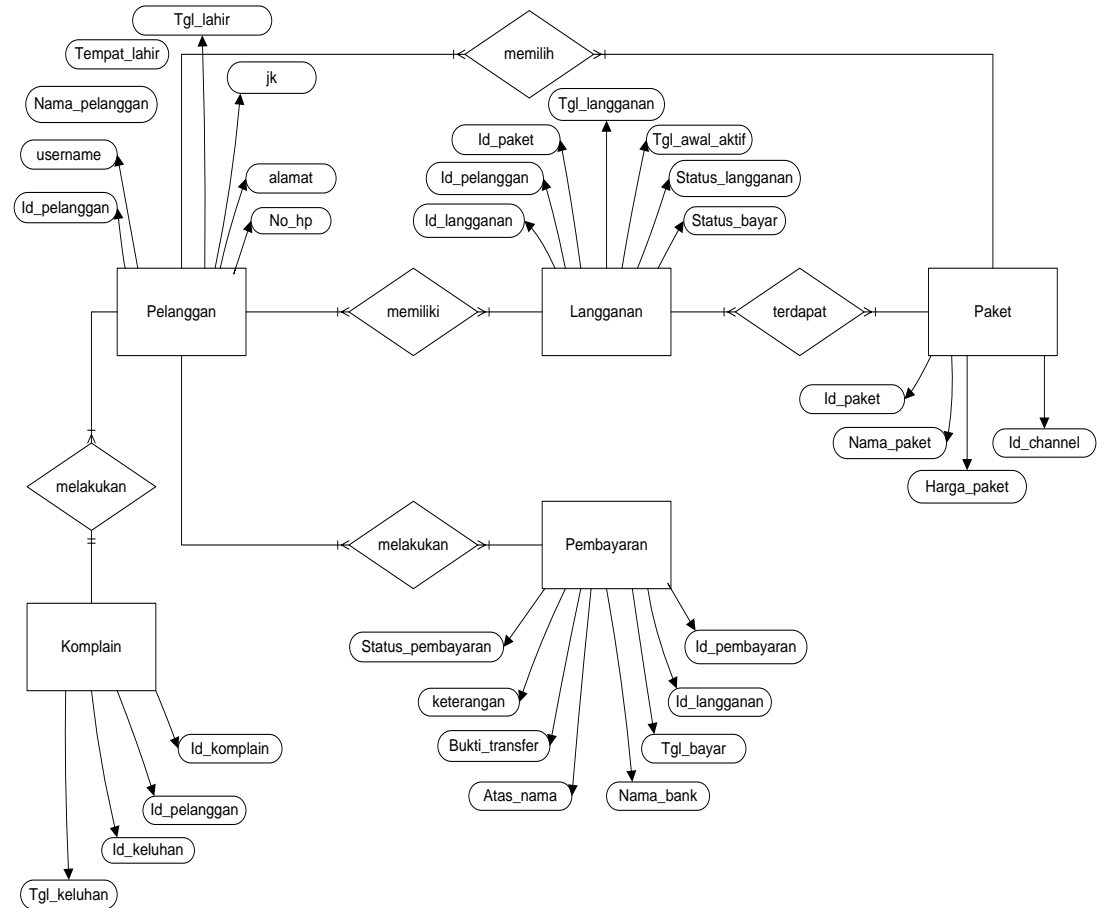 Tgl_lahir
memilih
Tempat_lahir
jk
Nama_pelanggan
Tgl_langganan
Id_paket
Tgl_awal_aktif
username
alamat
Id_pelanggan
Status_langganan
Id_pelanggan
No_hp
Id_langganan
Status_bayar
Pelanggan
memiliki
Langganan
terdapat
Paket
Id_paket
Nama_paket
Id_channel
Harga_paket
melakukan
melakukan
Pembayaran
Komplain
Status_pembayaran
Id_pembayaran
keterangan
Id_langganan
Bukti_transfer
Tgl_bayar
Id_komplain
Atas_nama
Nama_bank
Id_pelanggan
Id_keluhan
Tgl_keluhan